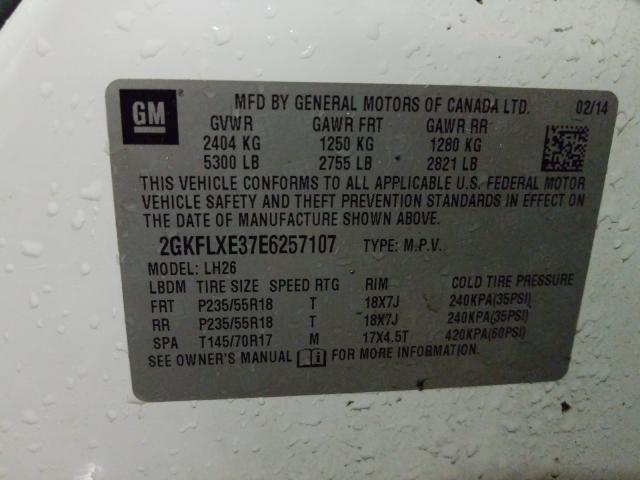 GM ® MFD BY GENERAL MOTORS OF CANADA LTD. 02/14
GVWR GAWR FRT GAWR RR
2404 KG 1250 KG 1280 KG
5300 LB 2755 LB 2821 LB
THIS VEHICLE CONFORMS TO ALL APPLICABLE U.S. FEDERAL MOTOR
VEHICLE SAFETY AND THEFT PREVENTION STANDARDS IN EFFECT ON
THE DATE OF MANUFACTURE SHOWN ABOVE.
2GKFLXE37E6257107 TYPE: M.P.V.
MODEL: LH26
LBDM TIRE SIZE SPEED RTG RIM COLD TIRE PRESSURE
FRT P235/55R18 T 18X7J 240KPA(35PSI)
RR P235/55R18 T 18X7J 240KPA(35PSI)
SPA T145/70R17 M 17X4.5T 420KPA(60PSI)
SEE OWNER'S MANUAL FOR MORE INFORMATION.